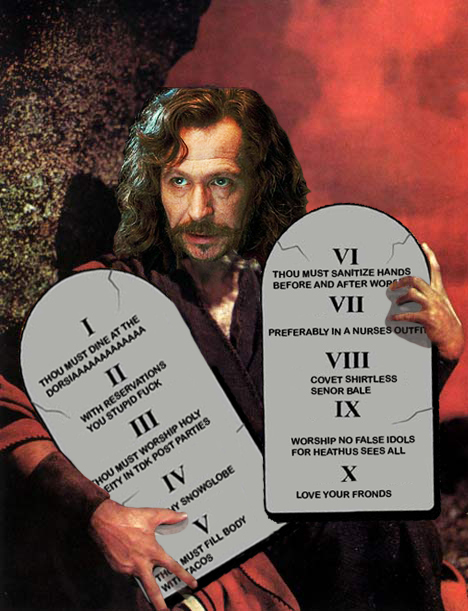 I
THOU MUST DINE AT THE
DORSIAAAAAAAAAAAAA
II
WITH RESERVATIONS
YOU STUPID FUCK
III
THOU MUST WORSHIP HOLY
IN TDK POST PARTIES
IV
SNOWGLOBE
V
MUST FILL BODY
TACOS
VI
THOU MUST SANITIZE HANDS
BEFORE AND AFTER
VII
PREFERABLY IN A NURSES OUTFIT
VIII
COVET SHIRTLESS
SENOR BALE
IX
WORSHIP NO FALSE IDOLS
FOR HEATHUS SEES ALL
X
LOVE YOUR FRONDS